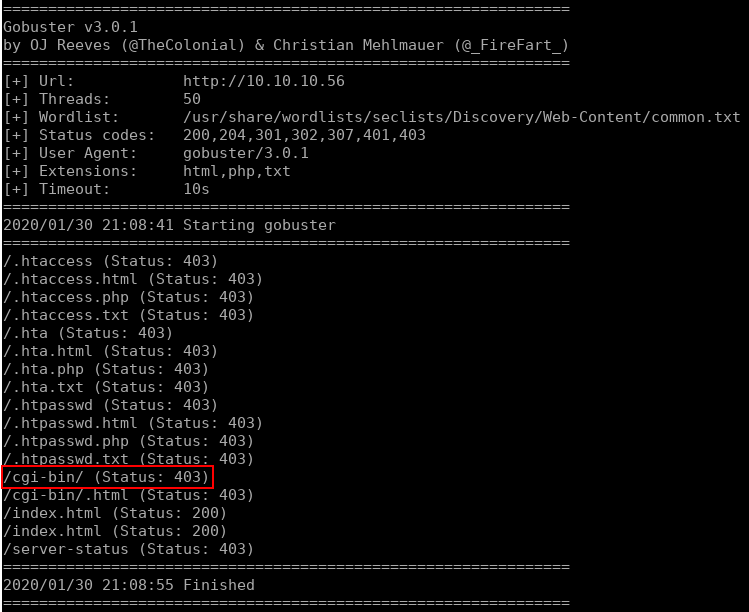 ===============================================================
Gobuster v3.0.1
by OJ Reeves (@TheColonial) & Christian Mehlmauer (@_FireFart_)
===============================================================
[+] Url:            http://10.10.10.56
[+] Threads:        50
[+] Wordlist:       /usr/share/wordlists/seclists/Discovery/Web-Content/common.txt
[+] Status codes:   200,204,301,302,307,401,403
[+] User Agent:     gobuster/3.0.1
[+] Extensions:     html,php,txt
[+] Timeout:        10s
===============================================================
2020/01/30 21:08:41 Starting gobuster
===============================================================
/.htaccess (Status: 403)
/.htaccess.html (Status: 403)
/.htaccess.php (Status: 403)
/.htaccess.txt (Status: 403)
/.hta (Status: 403)
/.hta.html (Status: 403)
/.hta.php (Status: 403)
/.hta.txt (Status: 403)
/.htpasswd (Status: 403)
/.htpasswd.html (Status: 403)
/.htpasswd.php (Status: 403)
/.htpasswd.txt (Status: 403)
/cgi-bin/ (Status: 403)
/cgi-bin/.html (Status: 403)
/index.html (Status: 200)
/index.html (Status: 200)
/server-status (Status: 403)
===============================================================
2020/01/30 21:08:55 Finished
===============================================================